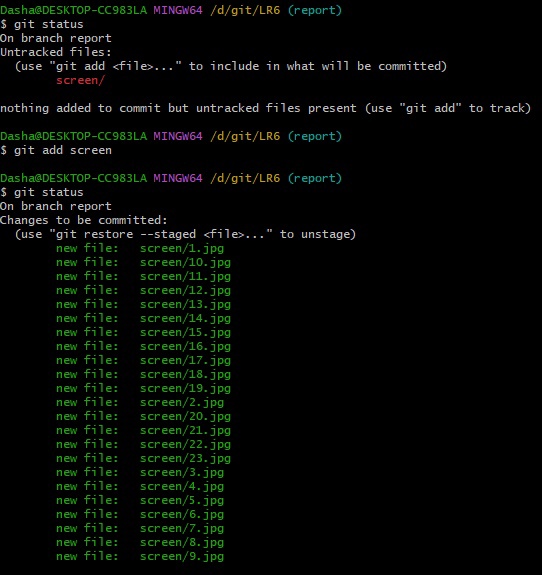 Dasha@DESKTOP-CC983LA MINGW64 /d/git/LR6 (report)
$ git status
On branch report
Untracked files:
  (use "git add <file>..." to include in what will be committed)
        screen/

nothing added to commit but untracked files present (use "git add" to track)

Dasha@DESKTOP-CC983LA MINGW64 /d/git/LR6 (report)
$ git add screen

Dasha@DESKTOP-CC983LA MINGW64 /d/git/LR6 (report)
$ git status
On branch report
Changes to be committed:
  (use "git restore --staged <file>..." to unstage)
        new file:   screen/1.jpg
        new file:   screen/10.jpg
        new file:   screen/11.jpg
        new file:   screen/12.jpg
        new file:   screen/13.jpg
        new file:   screen/14.jpg
        new file:   screen/15.jpg
        new file:   screen/16.jpg
        new file:   screen/17.jpg
        new file:   screen/18.jpg
        new file:   screen/19.jpg
        new file:   screen/2.jpg
        new file:   screen/20.jpg
        new file:   screen/21.jpg
        new file:   screen/22.jpg
        new file:   screen/23.jpg
        new file:   screen/3.jpg
        new file:   screen/4.jpg
        new file:   screen/5.jpg
        new file:   screen/6.jpg
        new file:   screen/7.jpg
        new file:   screen/8.jpg
        new file:   screen/9.jpg